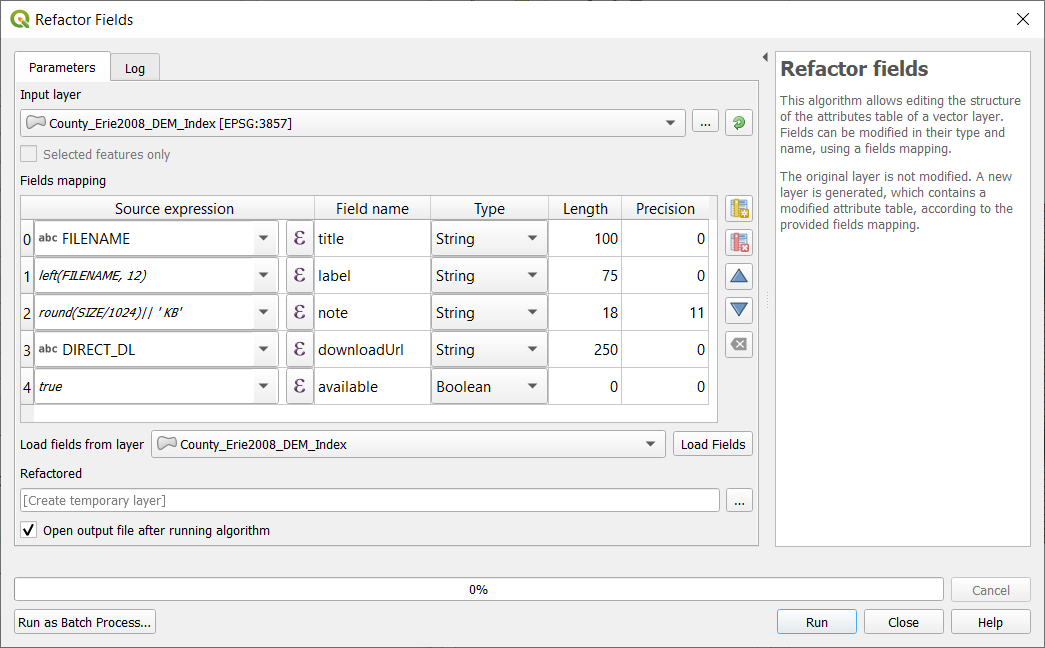 Refactor Fields
Parameters
Log
Input layer
County_Erie2008_DEM_Index [EPSG:3857]
...
Selected features only
Fields mapping
Source expression Field name Type Length Precision
0 abc FILENAME ε title String 100 0
1 left(FILENAME, 12) ε label String 75 0
2 round(SIZE/1024)|| ' KB' ε note String 18 11
3 abc DIRECT_DL ε downloadUrl String 250 0
4 true ε available Boolean 0 0
Load fields from layer County_Erie2008_DEM_Index Load Fields
Refactored
[Create temporary layer]
...
Open output file after running algorithm
Refactor fields
This algorithm allows editing the structure
of the attributes table of a vector layer.
Fields can be modified in their type and
name, using a fields mapping.
The original layer is not modified. A new
layer is generated, which contains a
modified attribute table, according to the
provided fields mapping.
0%
Cancel
Run as Batch Process...
Run
Close
Help